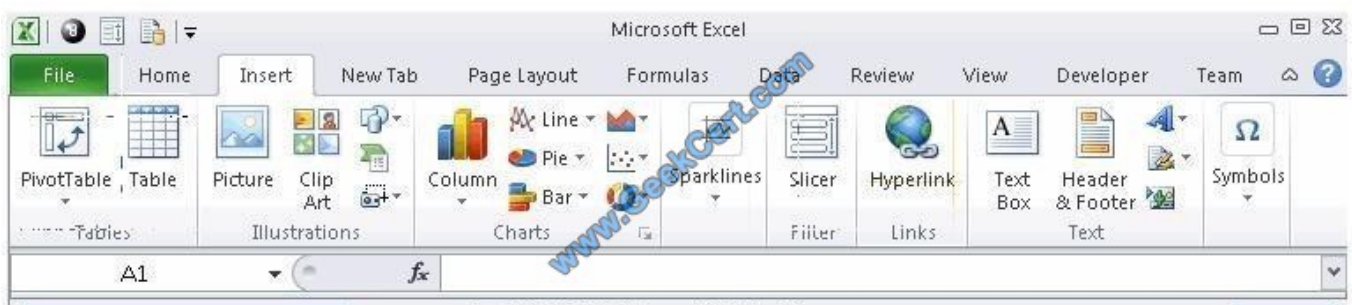 Microsoft Excel
File Home Insert New Tab Page Layout Formulas Data Review View Developer Team
PivotTable Table Picture Clip Art Column Line Pie Bar Sparklines Slicer Hyperlink Text Box Header & Footer Symbols
Tables Illustrations Charts Filter Links Text
A1 fx
www.GeekCert.com